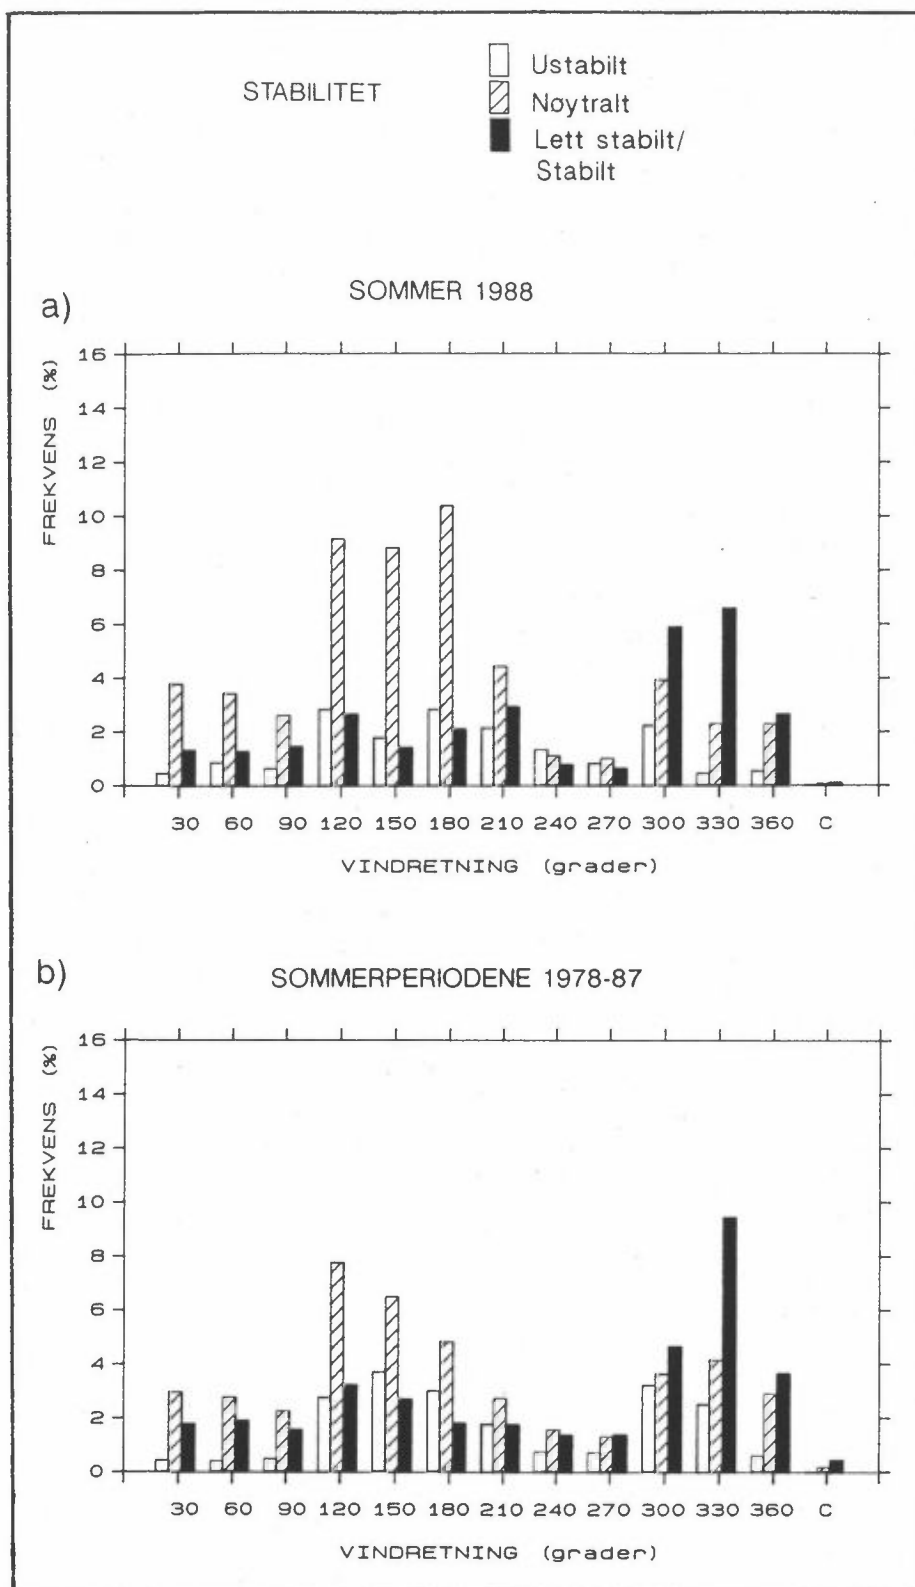 STABILITET
Ustabilt
Nøytralt
Lett stabilt/
Stabilt
a)
SOMMER 1988
FREKVENS (%)
16
14
12
10
8
6
4
2
0
30 60 90 120 150 180 210 240 270 300 330 360 C
VINDRETNING (grader)
b)
SOMMERPERIODENE 1978-87
FREKVENS (%)
16
14
12
10
8
6
4
2
0
30 60 90 120 150 180 210 240 270 300 330 360 C
VINDRETNING (grader)